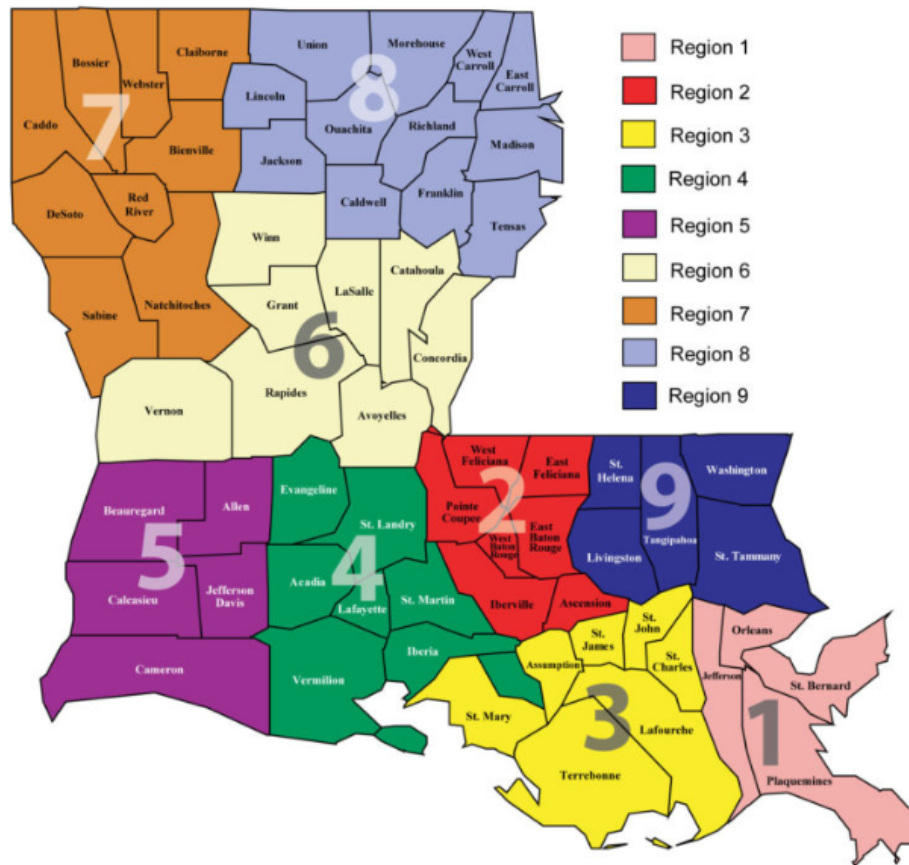 Union
Morehouse
West
Carroll
East
Carroll
Claiborne
Bossier
Webster
Lincoln
8
Caddo
7
Ouachita
Richland
Madison
Bienville
Jackson
Franklin
Caldwell
Red
River
DeSoto
Tensas
Winn
Catahoula
Grant
LaSalle
Natchitoches
Sabine
6
Concordia
Rapides
Vernon
Avoyelles
West
Feliciana
East
Feliciana
St.
Helena
Washington
Evangeline
2
9
Beauregard
Allen
St. Landry
Pointe
Coupee
West Baton
Rouge
East
Baton
Rouge
Tangipahoa
Livingston
St. Tammany
5
4
Acadia
Calcasieu
Jefferson
Davis
Lafayette
St. Martin
Iberville
Ascension
St.
James
St.
John
Orleans
Iberia
Assumption
St.
Charles
Jefferson
Cameron
Vermilion
St. Bernard
St. Mary
3
Lafourche
1
Terrebonne
Plaquemines
Region 1
Region 2
Region 3
Region 4
Region 5
Region 6
Region 7
Region 8
Region 9